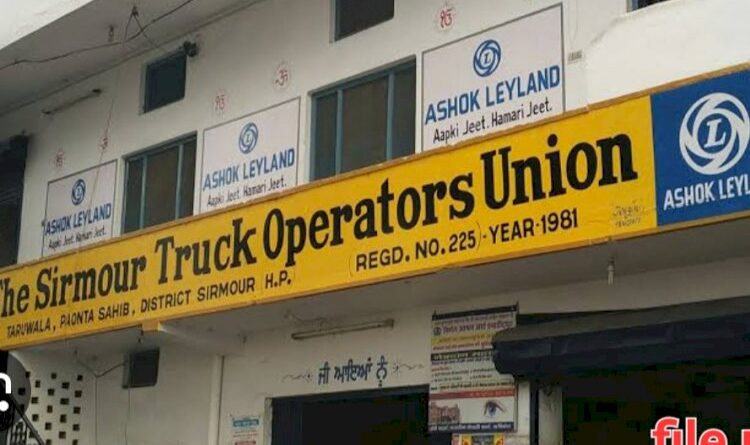 ASHOK LEYLAND
Aapki Jeet. Hamari Jeet.
ASHOK LEYLAND
Aapki Jeet. Hamari Jeet.
ASHOK LEYLAND
Aapki Jeet. Hamari Jeet.
The Sirmour Truck Operators Union
TARUWALA, PAONTA SAHIB, DISTRICT SIRMOUR (H.P.)
(REGD. NO. 225)-YEAR-1981
L
ASHOK LEYL
ਜੀ ਆਇਆਂ ਨੂੰ
file